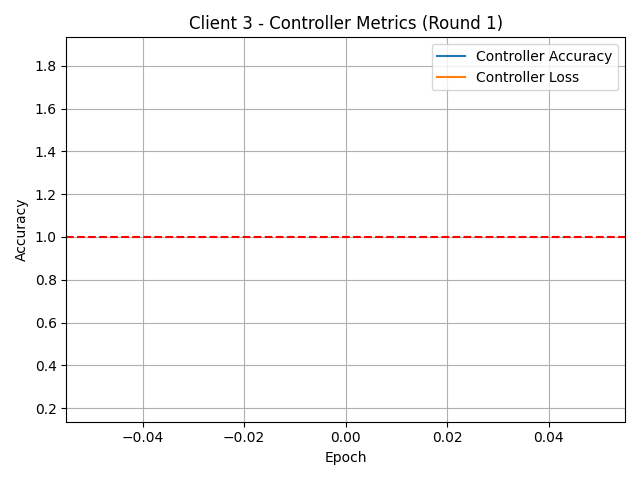 Client 3 - Controller Metrics (Round 1)
Controller Accuracy
Controller Loss
1.8
1.6
1.4
1.2
1.0
0.8
0.6
0.4
0.2
Accuracy
−0.04 −0.02 0.00 0.02 0.04
Epoch